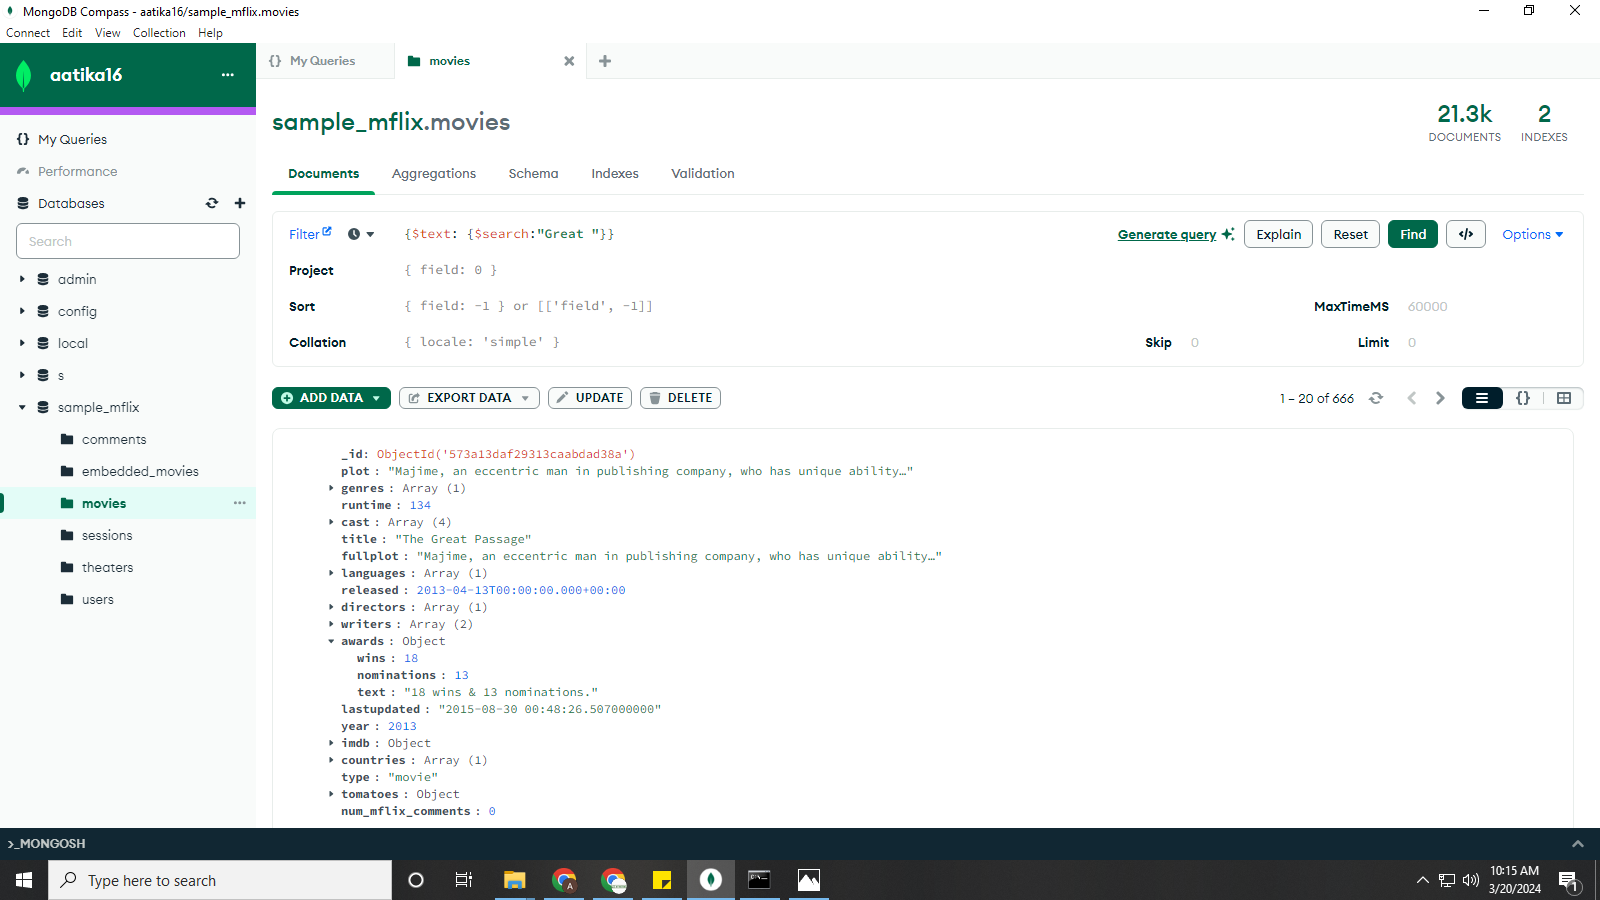 MongoDB Compass - aatika16/sample_mflix.movies
Connect Edit View Collection Help
aatika16
{} My Queries
movies
{} My Queries
Performance
Databases
Search
admin
config
local
s
sample_mflix
comments
embedded_movies
movies
sessions
theaters
users
sample_mflix.movies
21.3k
DOCUMENTS
2
INDEXES
Documents Aggregations Schema Indexes Validation
Filter {$text: {$search:"Great "}} Generate query Explain Reset Find </> Options
Project { field: 0 }
Sort { field: -1 } or [['field', -1]] MaxTimeMS 60000
Collation { locale: 'simple' } Skip 0 Limit 0
ADD DATA EXPORT DATA UPDATE DELETE 1 – 20 of 666 {}
_id: ObjectId('573a13daf29313caabdad38a')
plot : "Majime, an eccentric man in publishing company, who has unique ability…"
genres : Array (1)
runtime : 134
cast : Array (4)
title : "The Great Passage"
fullplot : "Majime, an eccentric man in publishing company, who has unique ability…"
languages : Array (1)
released : 2013-04-13T00:00:00.000+00:00
directors : Array (1)
writers : Array (2)
awards : Object
wins : 18
nominations : 13
text : "18 wins & 13 nominations."
lastupdated : "2015-08-30 00:48:26.507000000"
year : 2013
imdb : Object
countries : Array (1)
type : "movie"
tomatoes : Object
num_mflix_comments : 0
>_MONGOSH
Type here to search
A
10:15 AM
3/20/2024
1